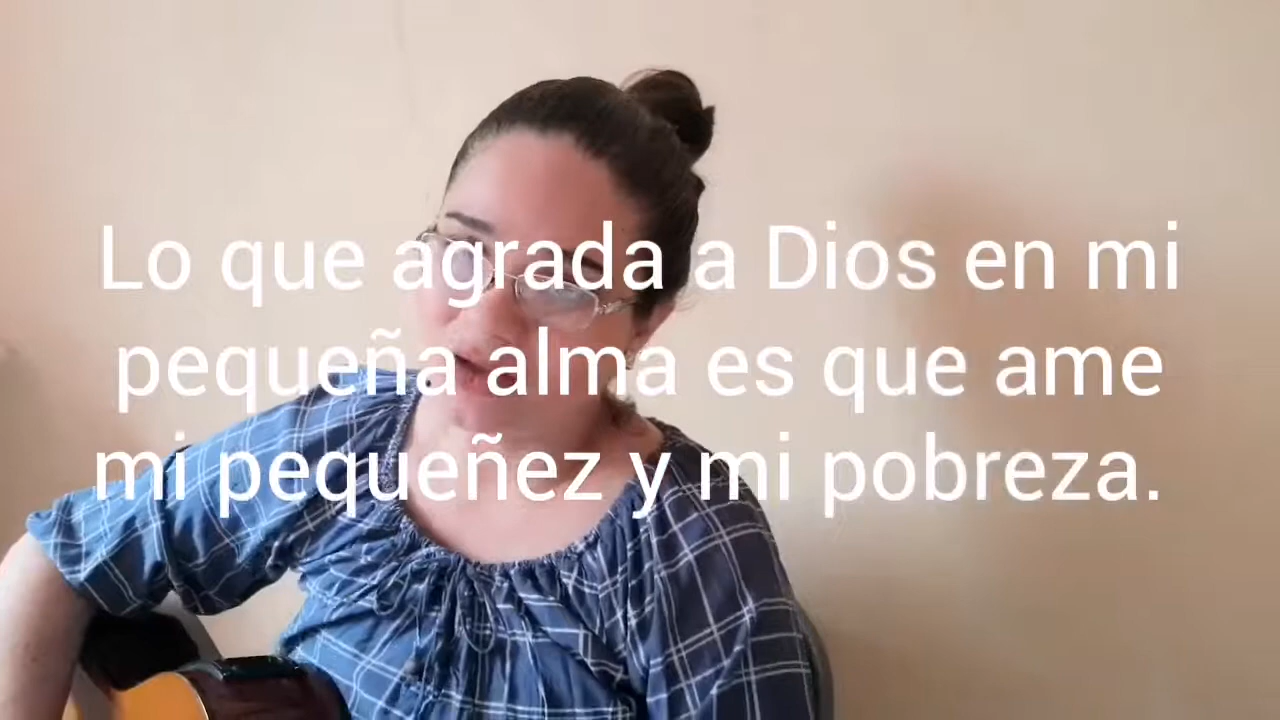 Lo que agrada a Dios en mi
pequeña alma es que ame
mi pequeñez y mi pobreza.